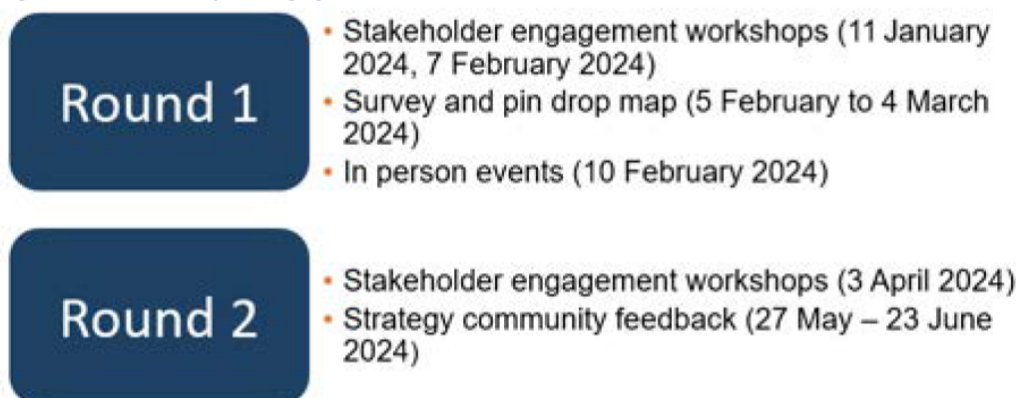 Round 1
• Stakeholder engagement workshops (11 January
2024, 7 February 2024)
• Survey and pin drop map (5 February to 4 March
2024)
• In person events (10 February 2024)
Round 2
• Stakeholder engagement workshops (3 April 2024)
• Strategy community feedback (27 May – 23 June
2024)